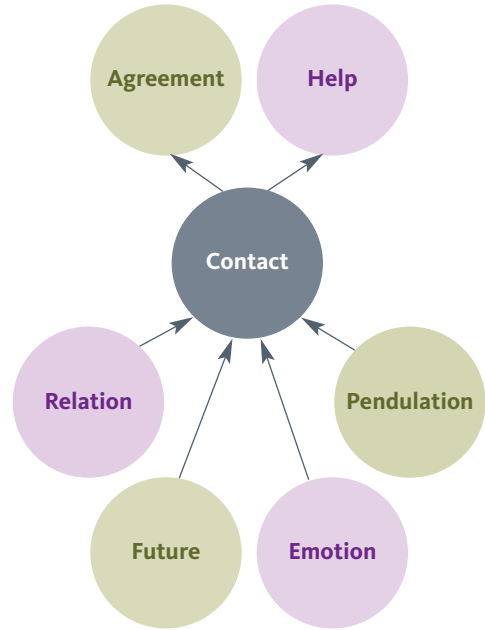 Agreement
Help
Contact
Relation
Pendulation
Future
Emotion